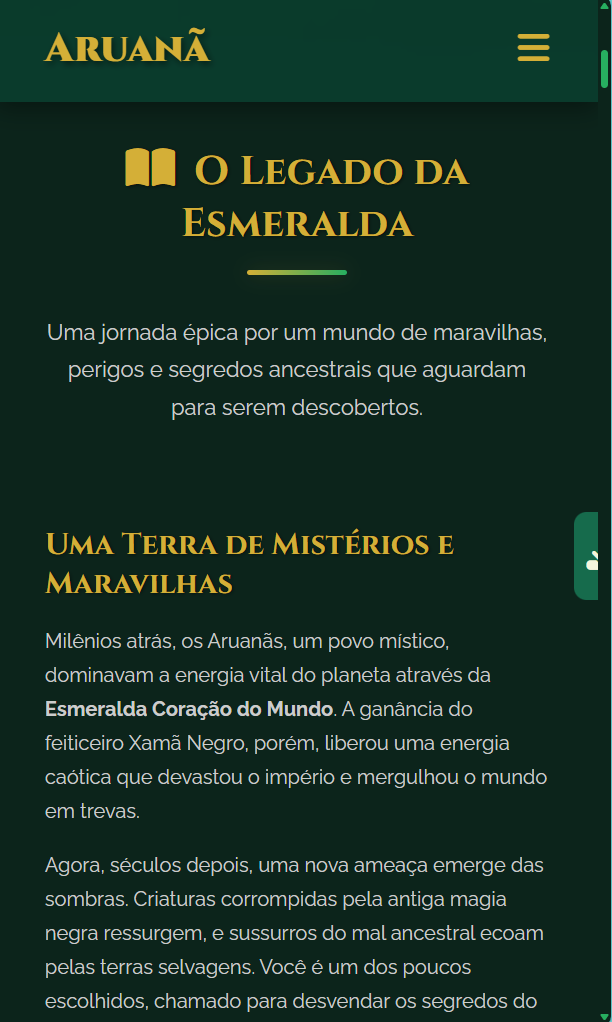 Aruanã
O Legado da
Esmeralda
Uma jornada épica por um mundo de maravilhas,
perigos e segredos ancestrais que aguardam
para serem descobertos.
Uma Terra de Mistérios e
Maravilhas
Milênios atrás, os Aruanãs, um povo místico,
dominavam a energia vital do planeta através da
Esmeralda Coração do Mundo. A ganância do
feiticeiro Xamã Negro, porém, liberou uma energia
caótica que devastou o império e mergulhou o mundo
em trevas.
Agora, séculos depois, uma nova ameaça emerge das
sombras. Criaturas corrompidas pela antiga magia
negra ressurgem, e sussurros do mal ancestral ecoam
pelas terras selvagens. Você é um dos poucos
escolhidos, chamado para desvendar os segredos do